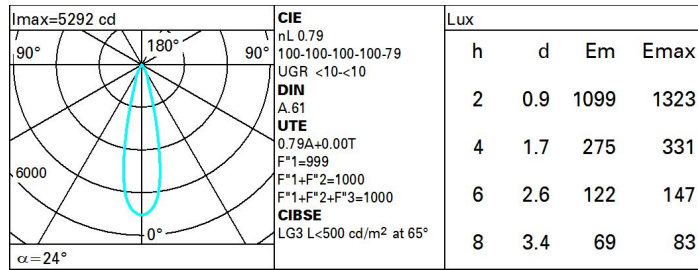 Imax=5292 cd
90°
180°
90°
6000
0°
α=24°
CIE
nL 0.79
100-100-100-100-79
UGR <10-<10
DIN
A.61
UTE
0.79A+0.00T
F"1=999
F"1+F"2=1000
F"1+F"2+F"3=1000
CIBSE
LG3 L<500 cd/m² at 65°
Lux
h d Em Emax
2 0.9 1099 1323
4 1.7 275 331
6 2.6 122 147
8 3.4 69 83